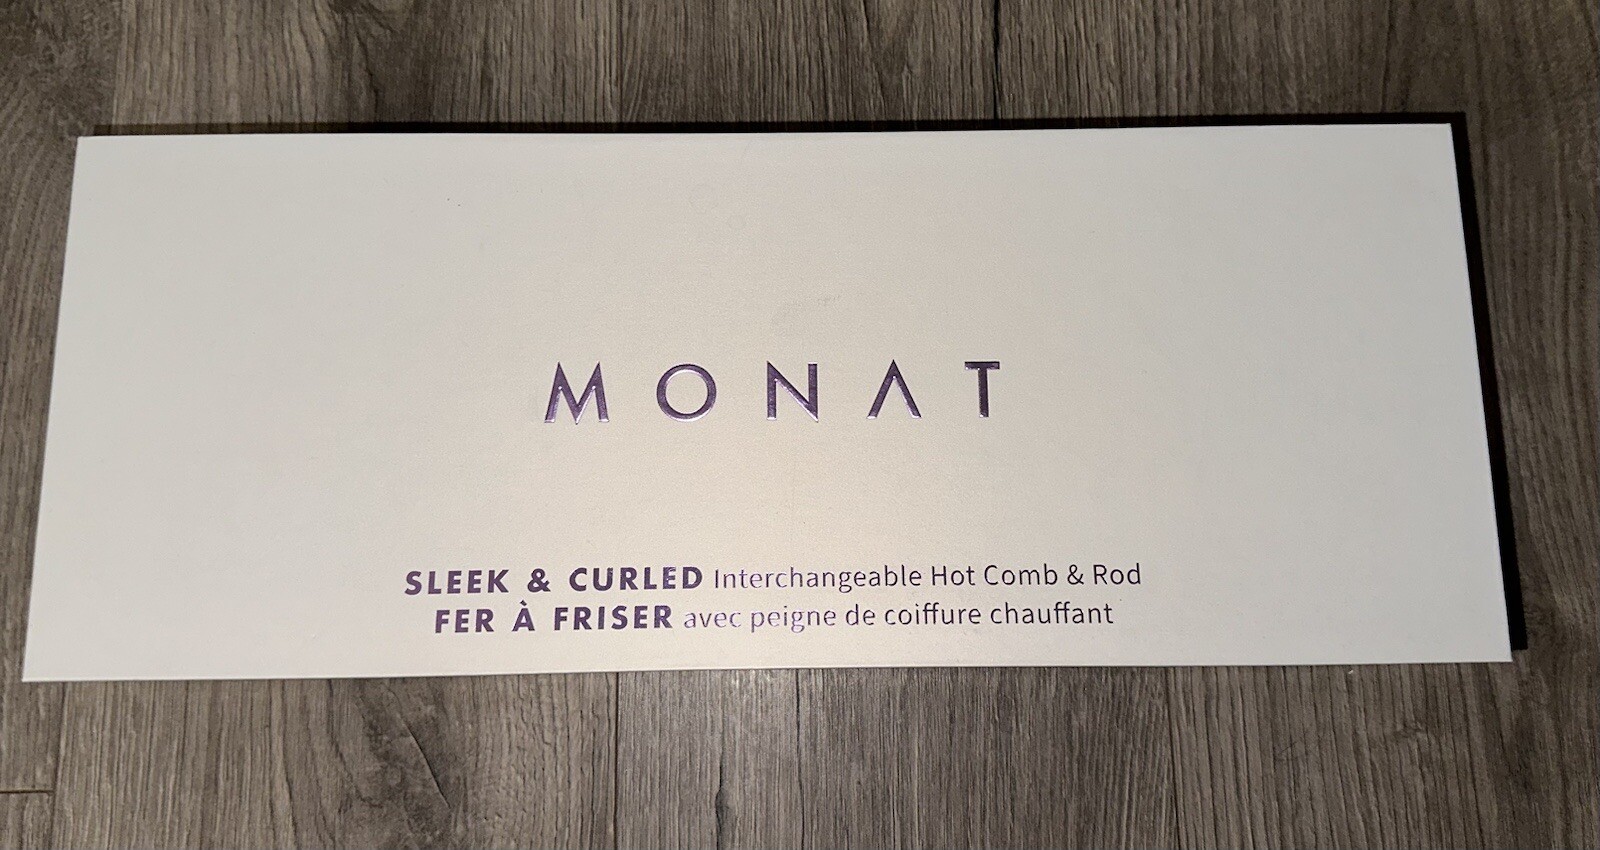 MONAT
SLEEK & CURLED Interchangeable Hot Comb & Rod
FER À FRISER avec peigne de coiffure chauffant